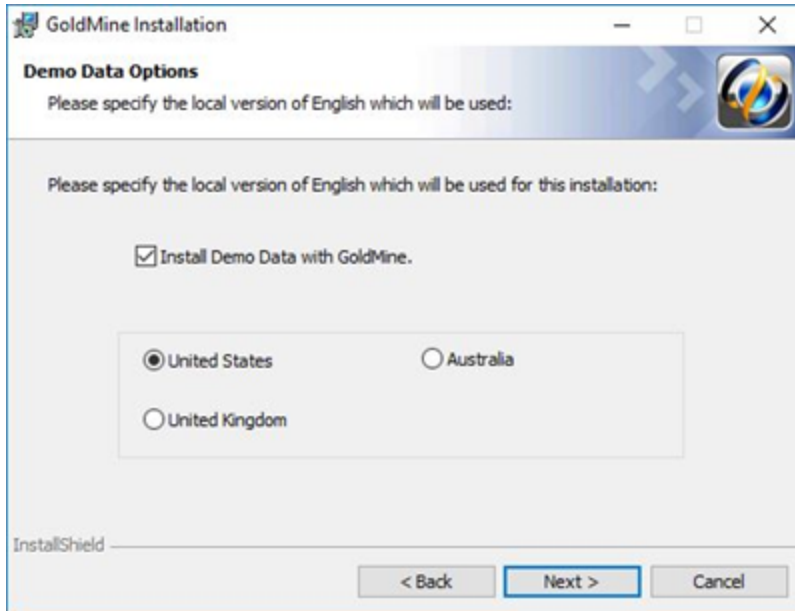 GoldMine Installation
Demo Data Options
Please specify the local version of English which will be used:
Please specify the local version of English which will be used for this installation:
Install Demo Data with GoldMine.
United States
Australia
United Kingdom
InstallShield
< Back
Next >
Cancel